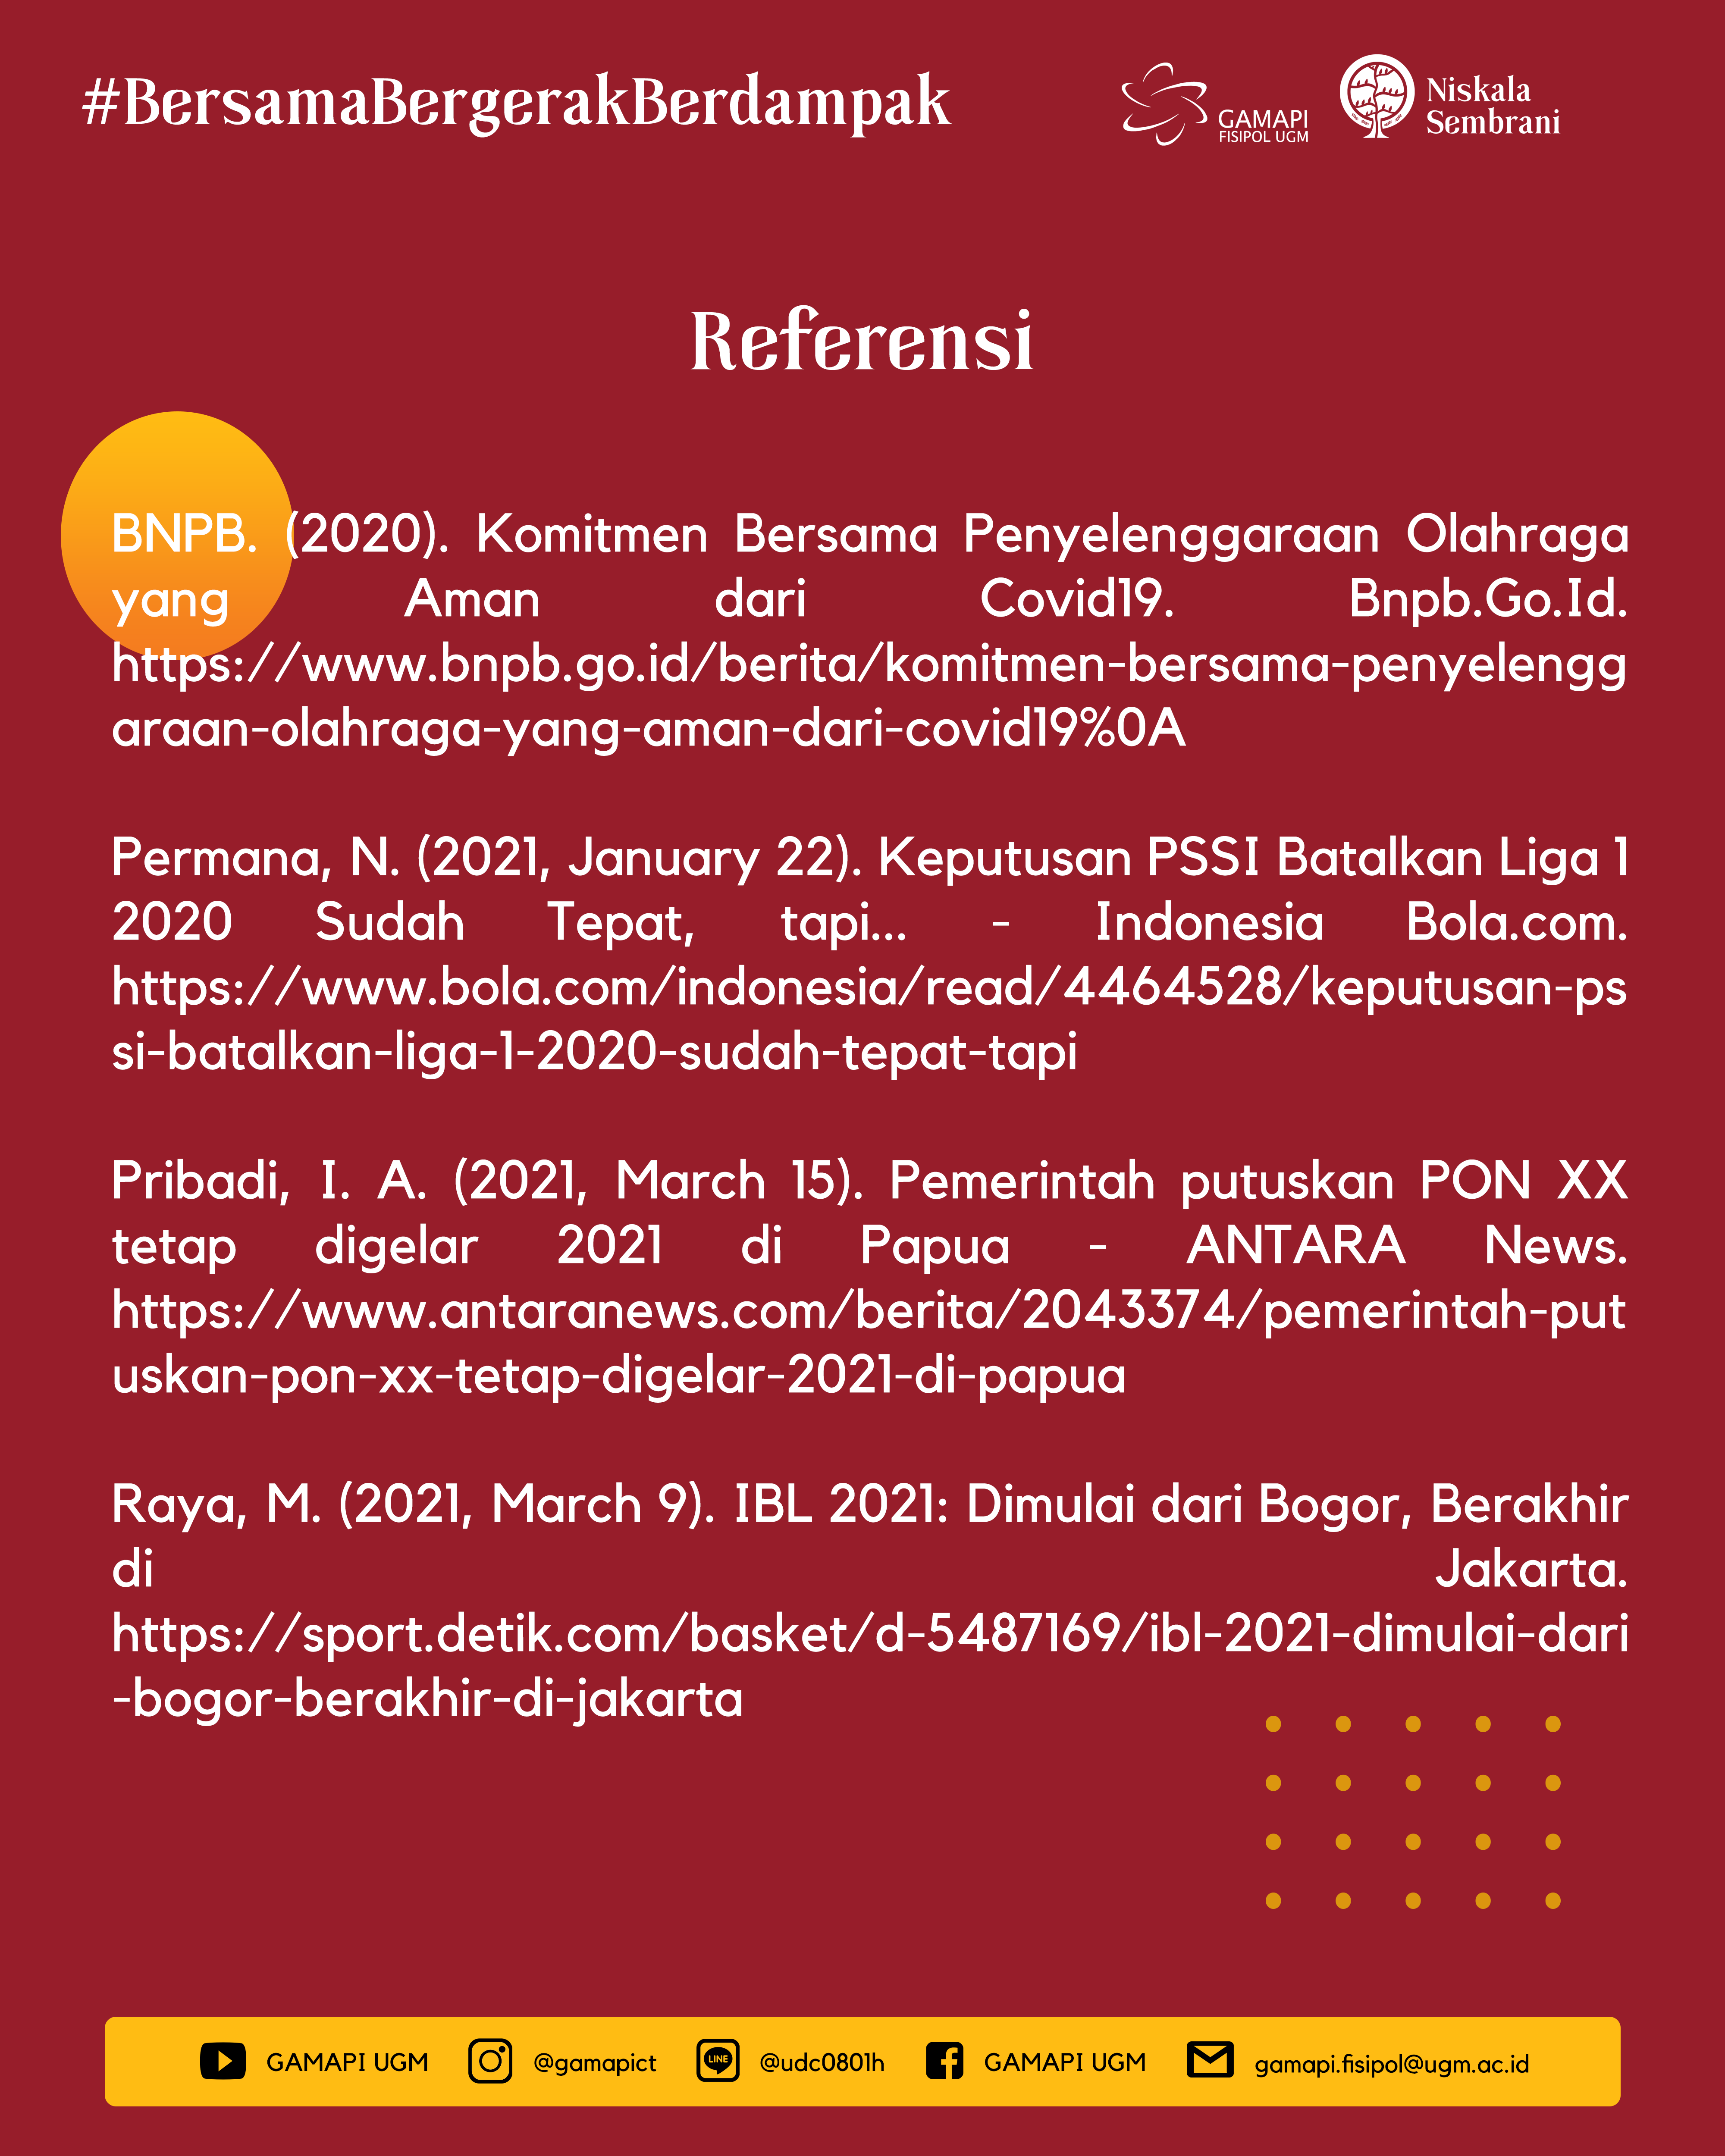 #BersamaBergerakBerdampak
GAMAPI
FISIPOL UGM
Niskala
Sembrani
Referensi
BNPB. (2020). Komitmen Bersama Penyelenggaraan Olahraga
yang Aman dari Covid19. Bnpb.Go.Id.
https://www.bnpb.go.id/berita/komitmen-bersama-penyelengg
araan-olahraga-yang-aman-dari-covid19%0A
Permana, N. (2021, January 22). Keputusan PSSI Batalkan Liga 1
2020 Sudah Tepat, tapi... - Indonesia Bola.com.
https://www.bola.com/indonesia/read/4464528/keputusan-ps
si-batalkan-liga-1-2020-sudah-tepat-tapi
Pribadi, I. A. (2021, March 15). Pemerintah putuskan PON XX
tetap digelar 2021 di Papua - ANTARA News.
https://www.antaranews.com/berita/2043374/pemerintah-put
uskan-pon-xx-tetap-digelar-2021-di-papua
Raya, M. (2021, March 9). IBL 2021: Dimulai dari Bogor, Berakhir
di Jakarta.
https://sport.detik.com/basket/d-5487169/ibl-2021-dimulai-dari
-bogor-berakhir-di-jakarta
GAMAPI UGM @gamapict LINE @udc0801h GAMAPI UGM gamapi.fisipol@ugm.ac.id